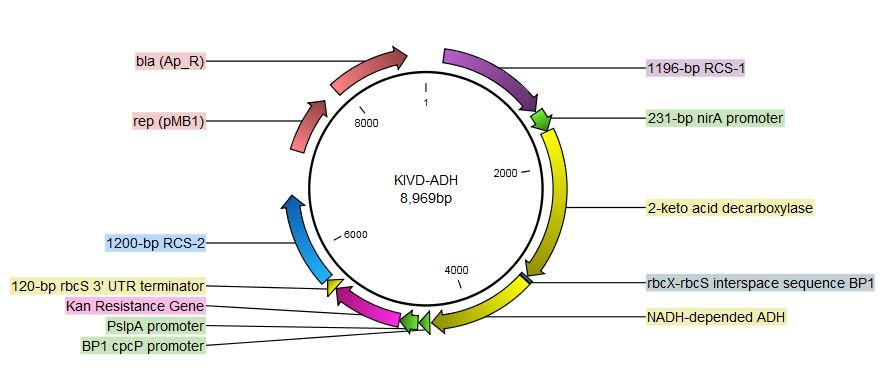 bla (Ap_R)
rep (pMB1)
1200-bp RCS-2
120-bp rbcS 3' UTR terminator
Kan Resistance Gene
PslpA promoter
BP1 cpcP promoter
1
8000
2000
KIVD-ADH
8,969bp
6000
4000
1196-bp RCS-1
231-bp nirA promoter
2-keto acid decarboxylase
rbcX-rbcS interspace sequence BP1
NADH-depended ADH